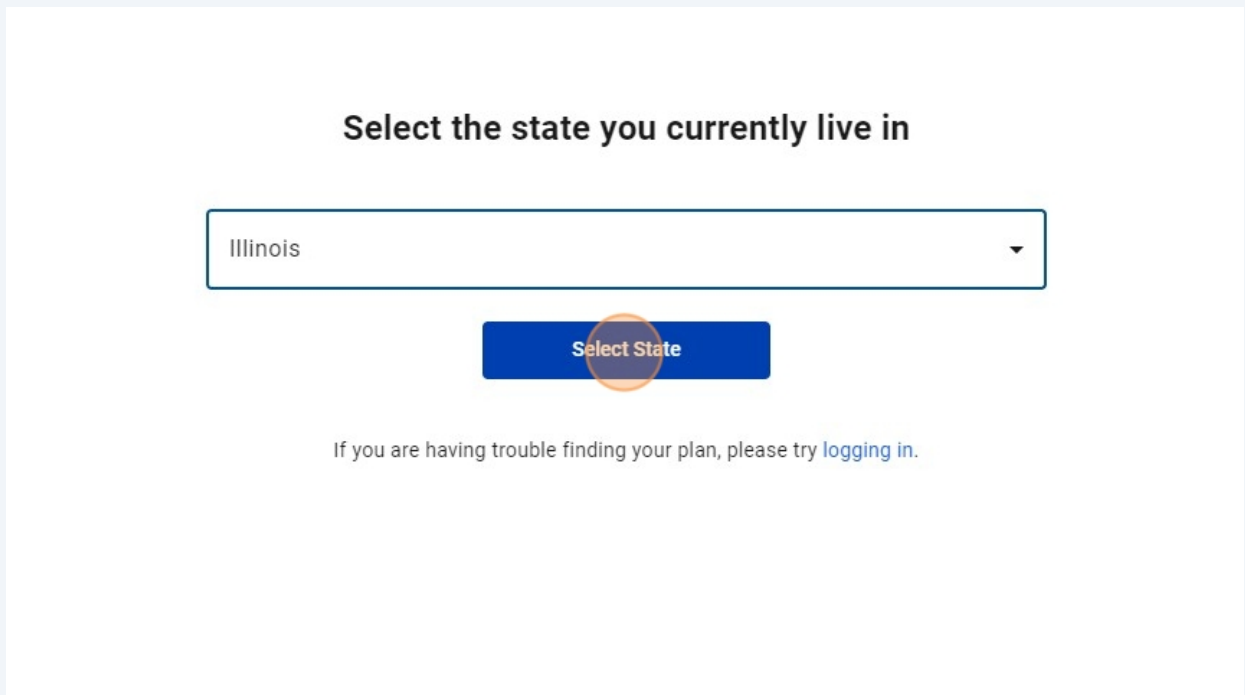 Select the state you currently live in
Illinois
Select State
If you are having trouble finding your plan, please try logging in.